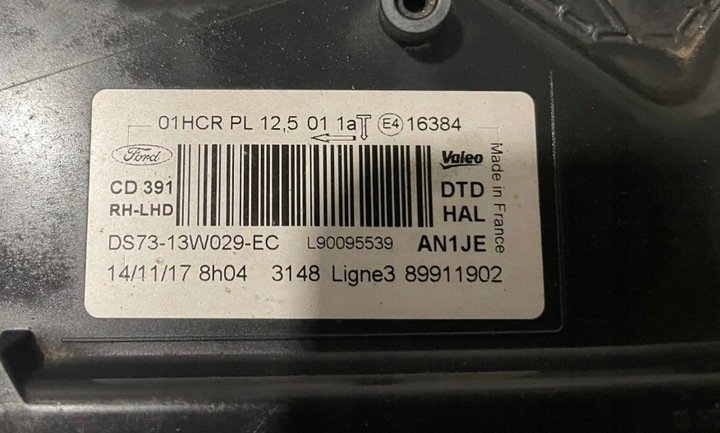 01HCR PL 12,5 01 1a E4 16384
Ford
Valeo
CD 391
DTD
RH-LHD
HAL
Made in France
DS73-13W029-EC L90095539 AN1JE
14/11/17 8h04 3148 Ligne3 89911902